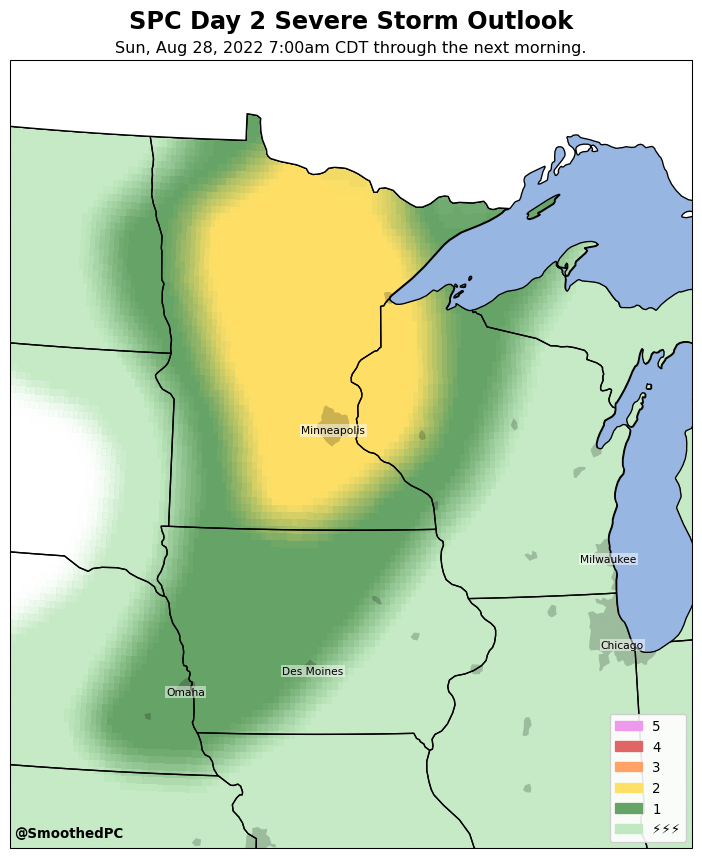 SPC Day 2 Severe Storm Outlook
Sun, Aug 28, 2022 7:00am CDT through the next morning.
Minneapolis
Milwaukee
Chicago
Des Moines
Omaha
5
4
3
2
1
⚡⚡⚡
@SmoothedPC